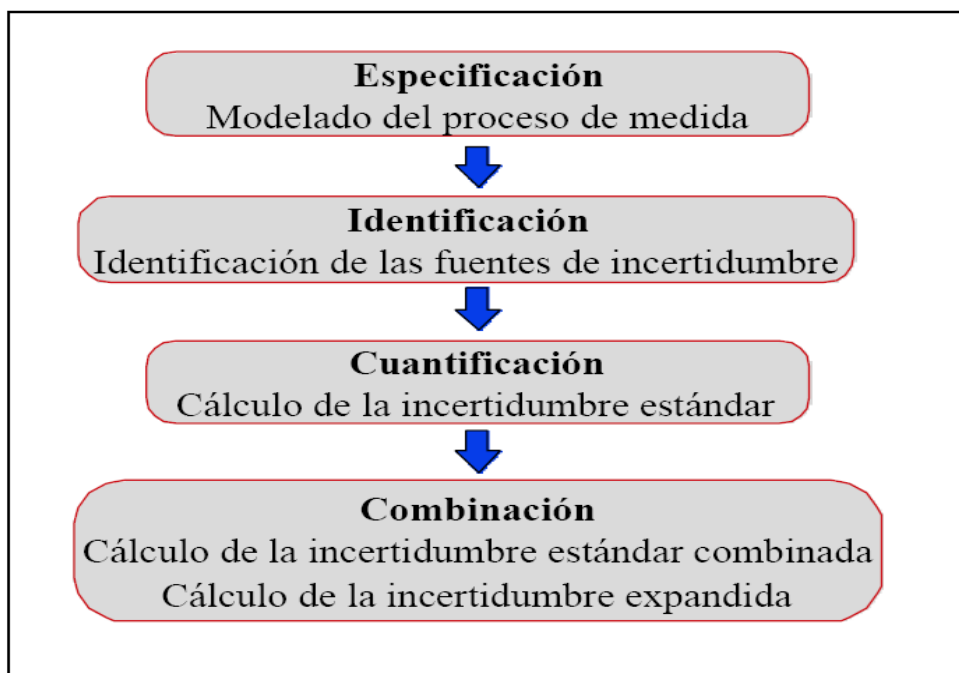 Especificación
Modelado del proceso de medida
Identificación
Identificación de las fuentes de incertidumbre
Cuantificación
Cálculo de la incertidumbre estándar
Combinación
Cálculo de la incertidumbre estándar combinada
Cálculo de la incertidumbre expandida